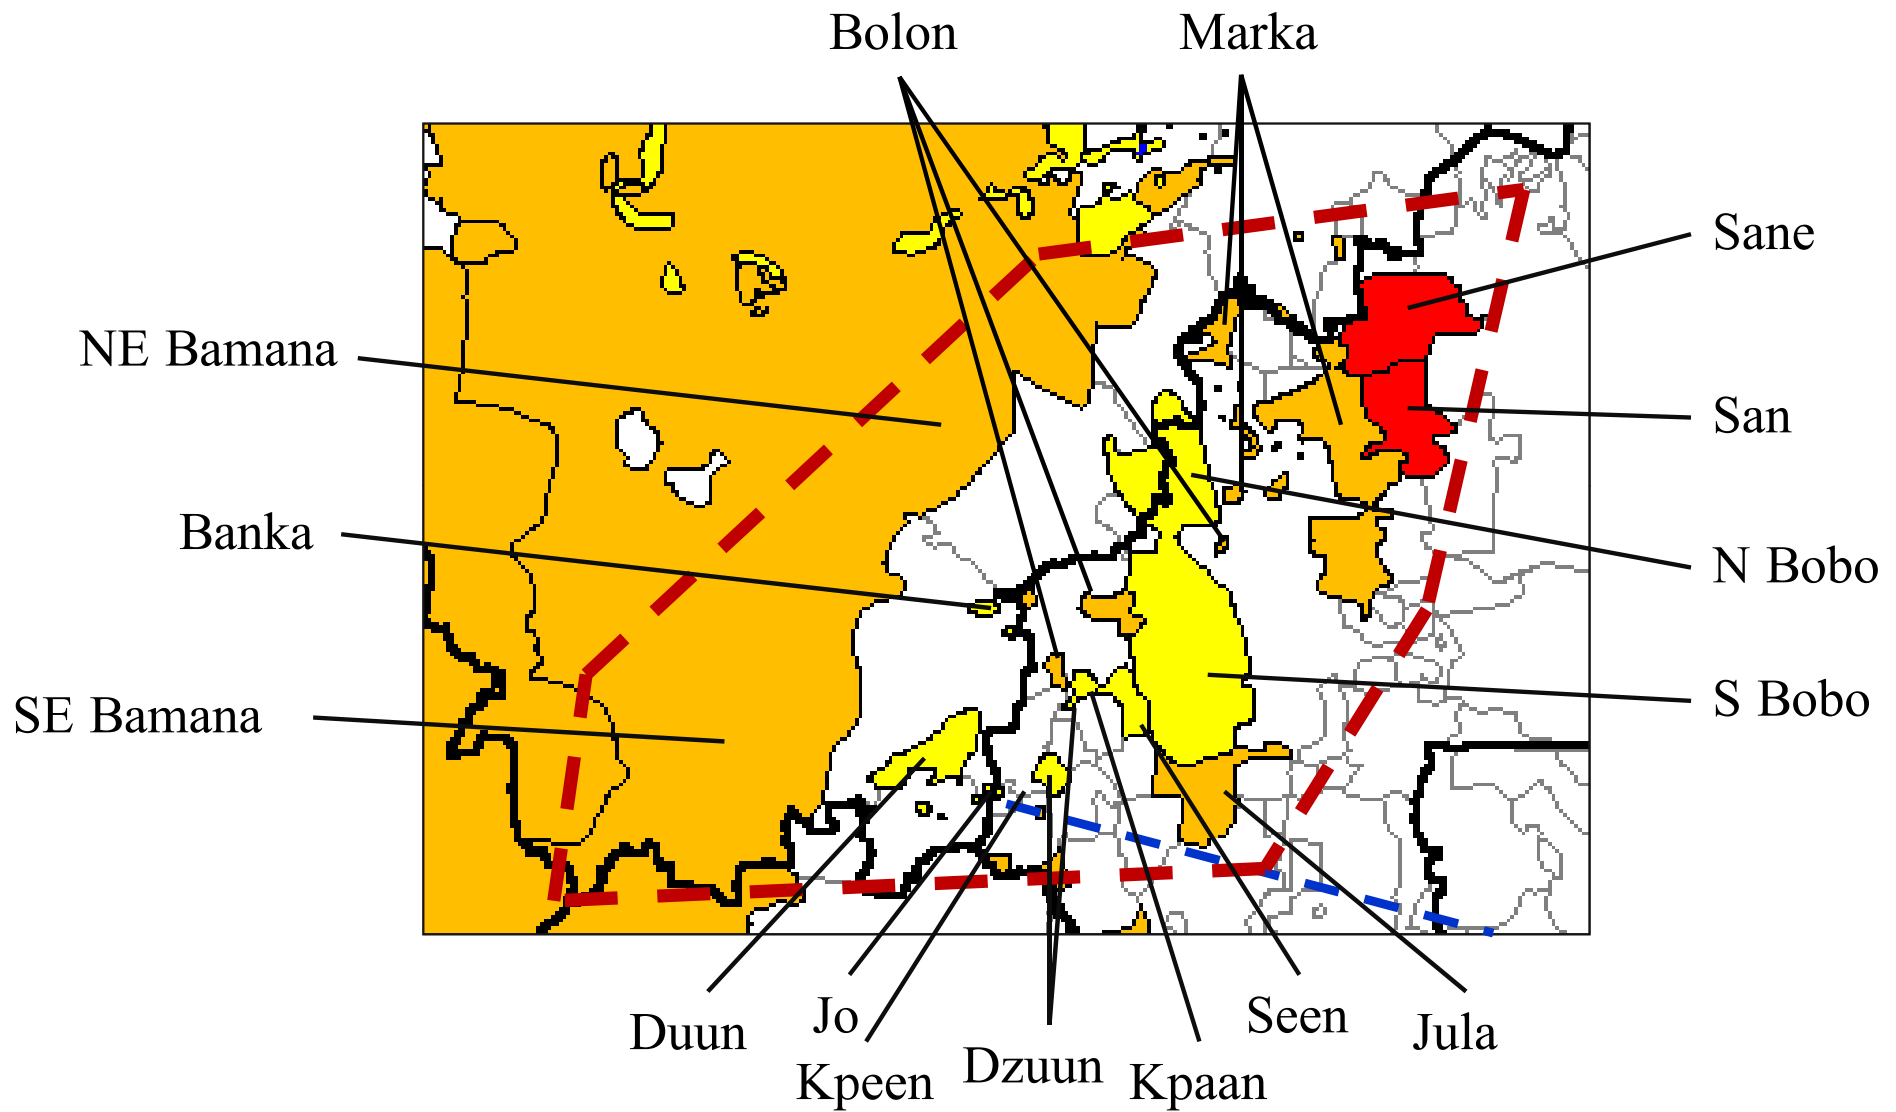 Bolon
Marka
Sane
NE Bamana
San
Banka
N Bobo
SE Bamana
S Bobo
Duun
Jo
Kpeen
Dzuun
Kpaan
Seen
Jula